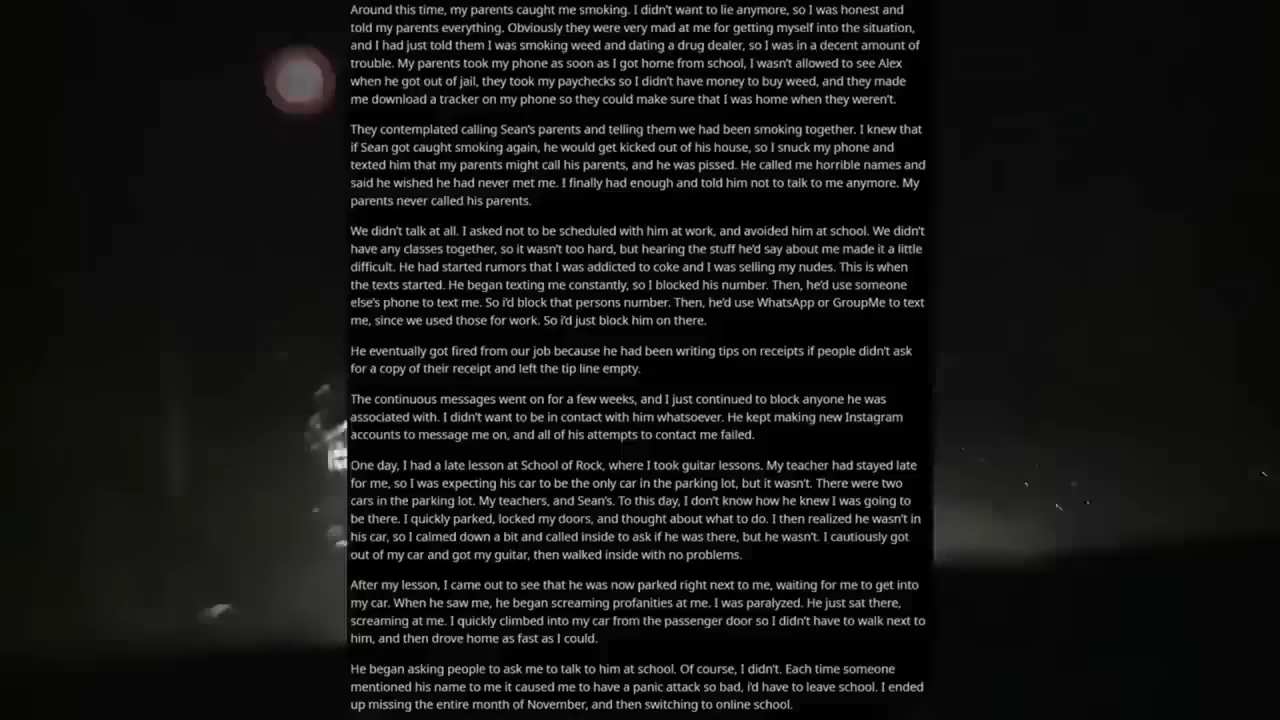 Around this time, my parents caught me smoking. I didn't want to lie anymore, so I was honest and
told my parents everything. Obviously they were very mad at me for getting myself into the situation,
and I had just told them I was smoking weed and dating a drug dealer, so I was in a decent amount of
trouble. My parents took my phone as soon as I got home from school, I wasn't allowed to see Alex
when he got out of jail, they took my paychecks so I didn't have money to buy weed, and they made
me download a tracker on my phone so they could make sure that I was home when they weren't.
They contemplated calling Sean's parents and telling them we had been smoking together. I knew that
if Sean got caught smoking again, he would get kicked out of his house, so I snuck my phone and
texted him that my parents might call his parents, and he was pissed. He called me horrible names and
said he wished he had never met me. I finally had enough and told him not to talk to me anymore. My
parents never called his parents.
We didn't talk at all. I asked not to be scheduled with him at work, and avoided him at school. We didn't
have any classes together, so it wasn't too hard, but hearing the stuff he'd say about me made it a little
difficult. He had started rumors that I was addicted to coke and I was selling my nudes. This is when
the texts started. He began texting me constantly, so I blocked his number. Then, he'd use someone
else's phone to text me. So i'd block that persons number. Then, he'd use WhatsApp or GroupMe to text
me, since we used those for work. So i'd just block him on there.
He eventually got fired from our job because he had been writing tips on receipts if people didn't ask
for a copy of their receipt and left the tip line empty.
The continuous messages went on for a few weeks, and I just continued to block anyone he was
associated with. I didn't want to be in contact with him whatsoever. He kept making new Instagram
accounts to message me on, and all of his attempts to contact me failed.
One day, I had a late lesson at School of Rock, where I took guitar lessons. My teacher had stayed late
for me, so I was expecting his car to be the only car in the parking lot, but it wasn't. There were two
cars in the parking lot. My teachers, and Sean's. To this day, I don't know how he knew I was going to
be there. I quickly parked, locked my doors, and thought about what to do. I then realized he wasn't in
his car, so I calmed down a bit and called inside to ask if he was there, but he wasn't. I cautiously got
out of my car and got my guitar, then walked inside with no problems.
After my lesson, I came out to see that he was now parked right next to me, waiting for me to get into
my car. When he saw me, he began screaming profanities at me. I was paralyzed. He just sat there,
screaming at me. I quickly climbed into my car from the passenger door so I didn't have to walk next to
him, and then drove home as fast as I could.
He began asking people to ask me to talk to him at school. Of course, I didn't. Each time someone
mentioned his name to me it caused me to have a panic attack so bad, i'd have to leave school. I ended
up missing the entire month of November, and then switching to online school.